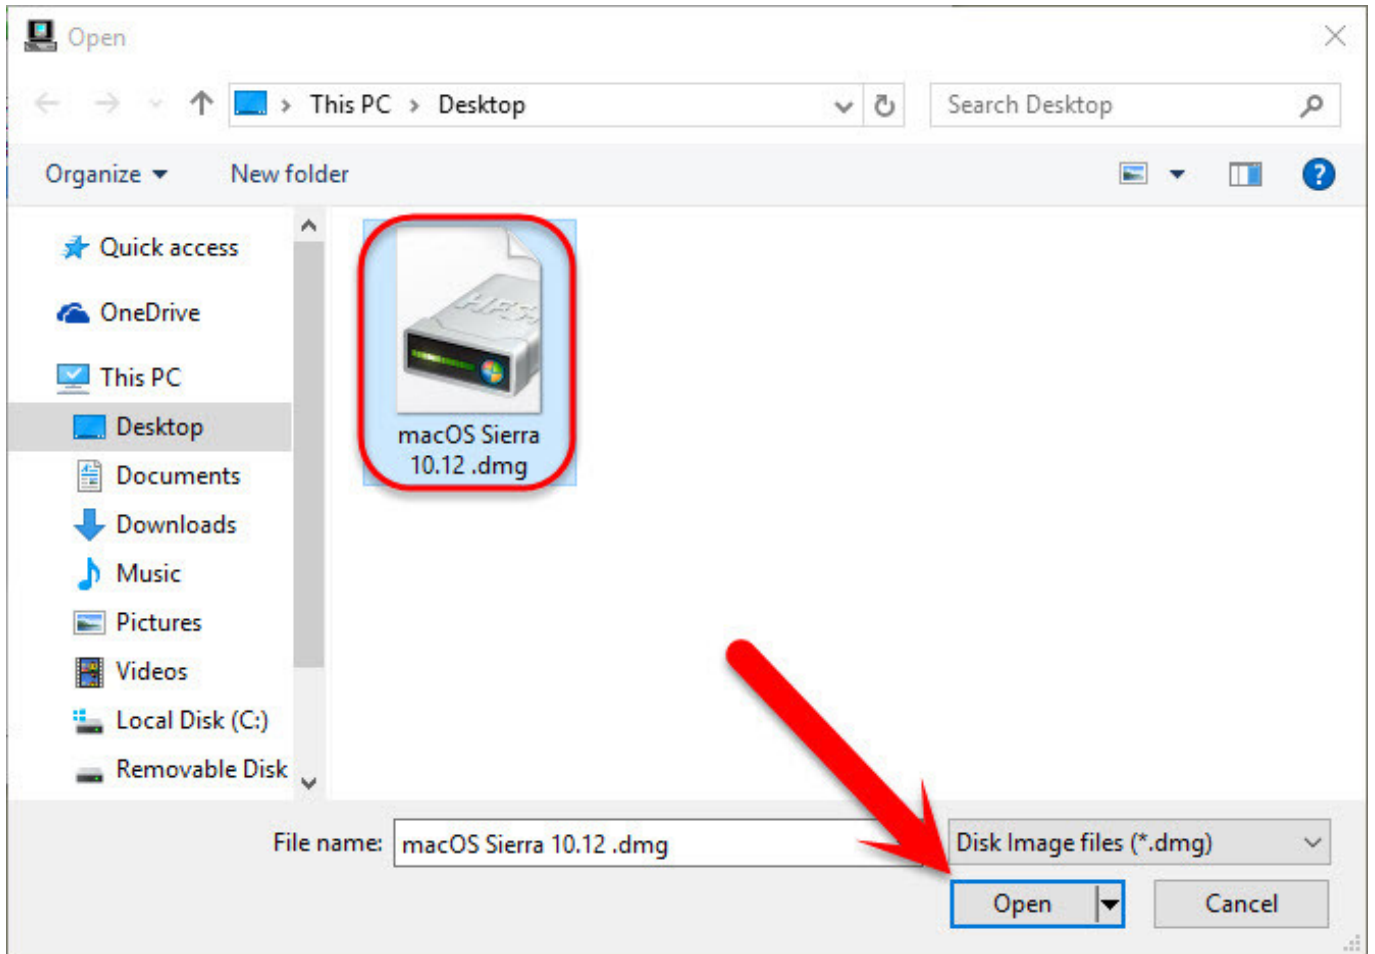 Open
This PC > Desktop
Search Desktop
Organize
New folder
?
Quick access
OneDrive
This PC
Desktop
Documents
Downloads
Music
Pictures
Videos
Local Disk (C:)
Removable Disk
HFS+
macOS Sierra
10.12 .dmg
File name: macOS Sierra 10.12 .dmg
Disk Image files (*.dmg)
Open
Cancel